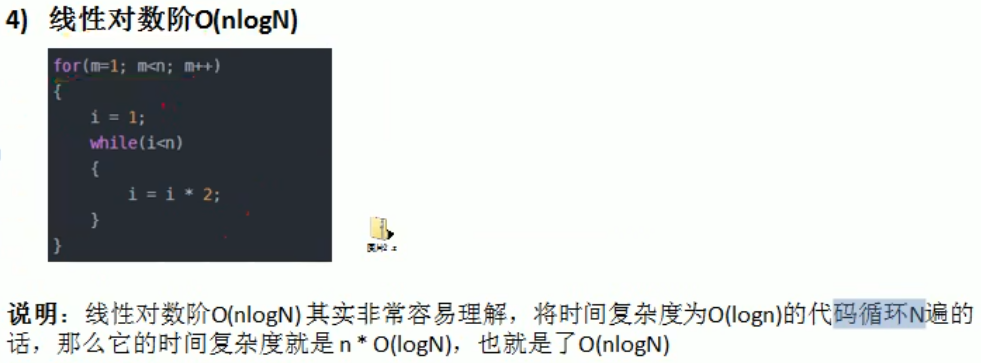 4) 线性对数阶O(nlogN)
for(m=1; m<n; m++)
{
i = 1;
while(i<n)
{
i = i * 2;
}
}
说明：线性对数阶O(nlogN) 其实非常容易理解，将时间复杂度为O(logn)的代码循环N遍的
话，那么它的时间复杂度就是 n * O(logN)，也就是了O(nlogN)